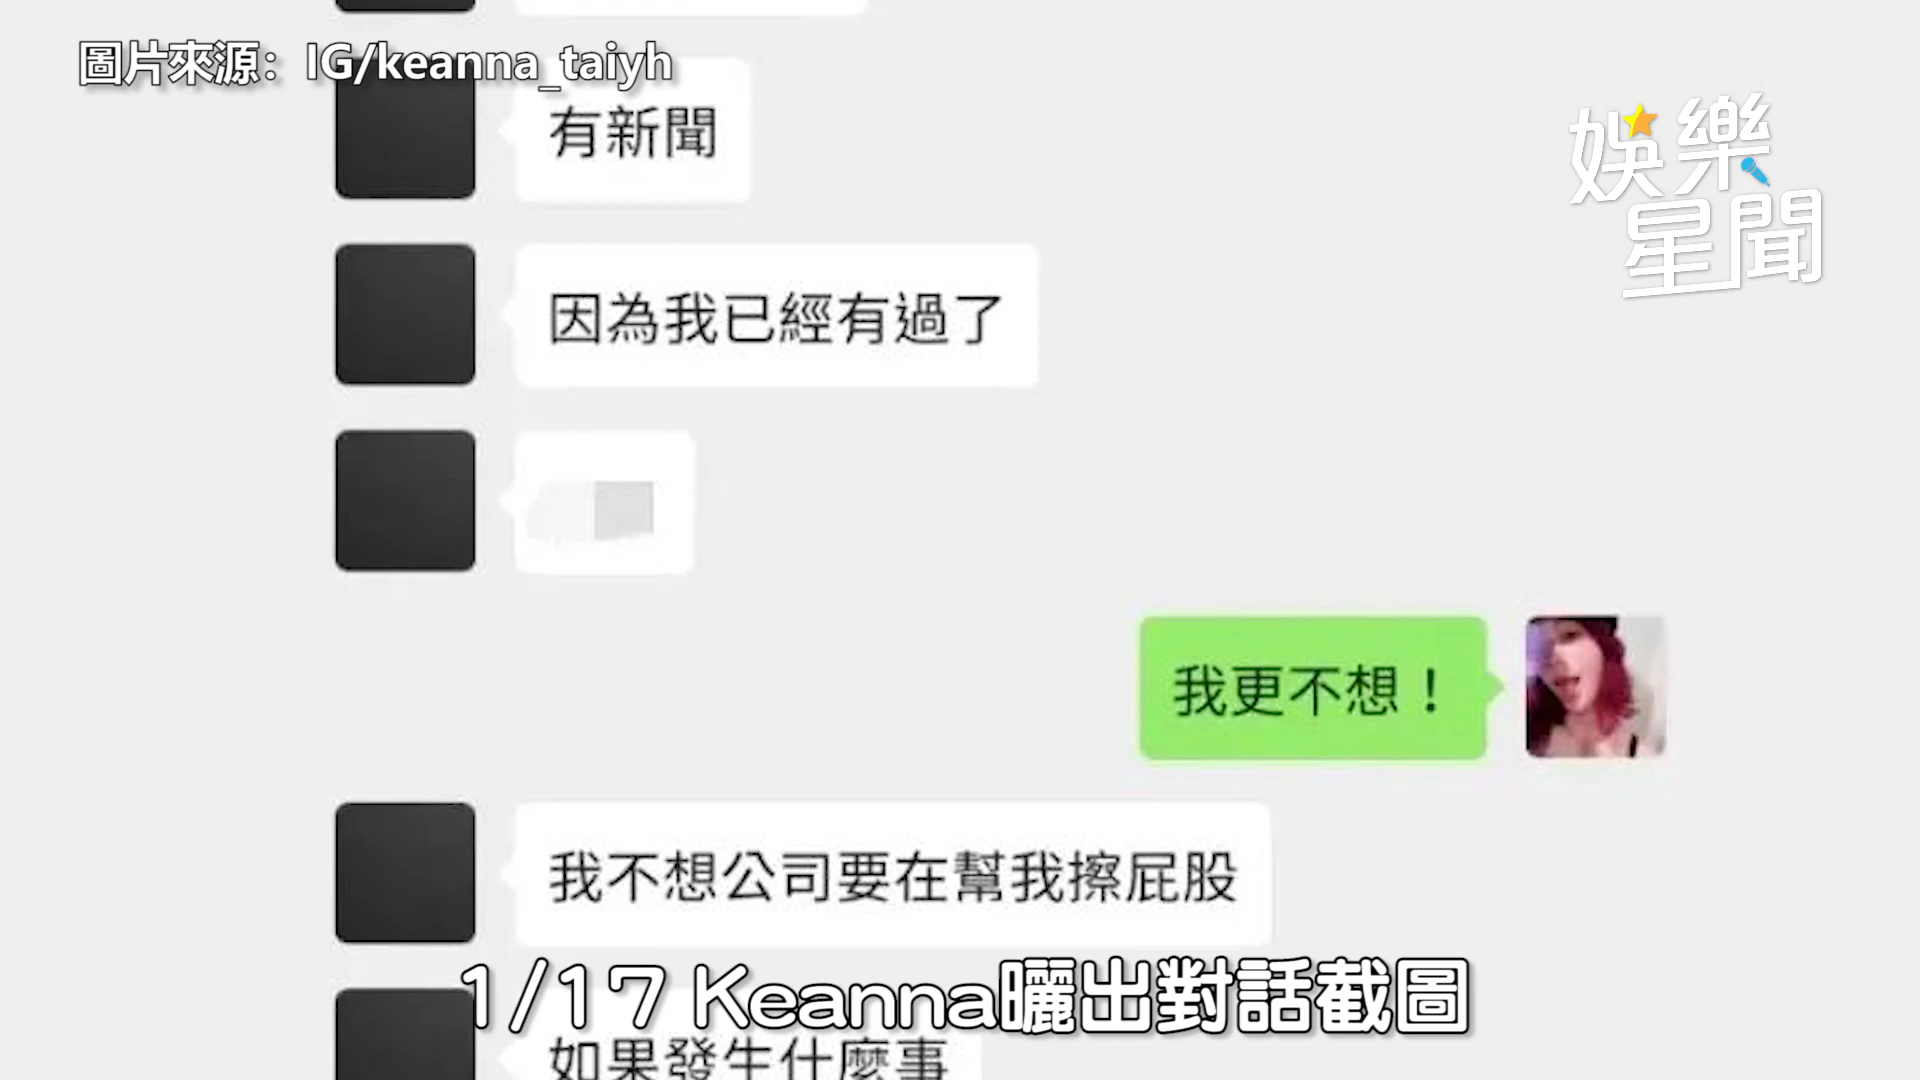 圖片來源：IG/keanna_taiyh
有新聞
娛樂
星聞
因為我已經有過了
我更不想！
我不想公司要在幫我擦屁股
1/17 Keanna曬出對話截圖
如果發生什麼事